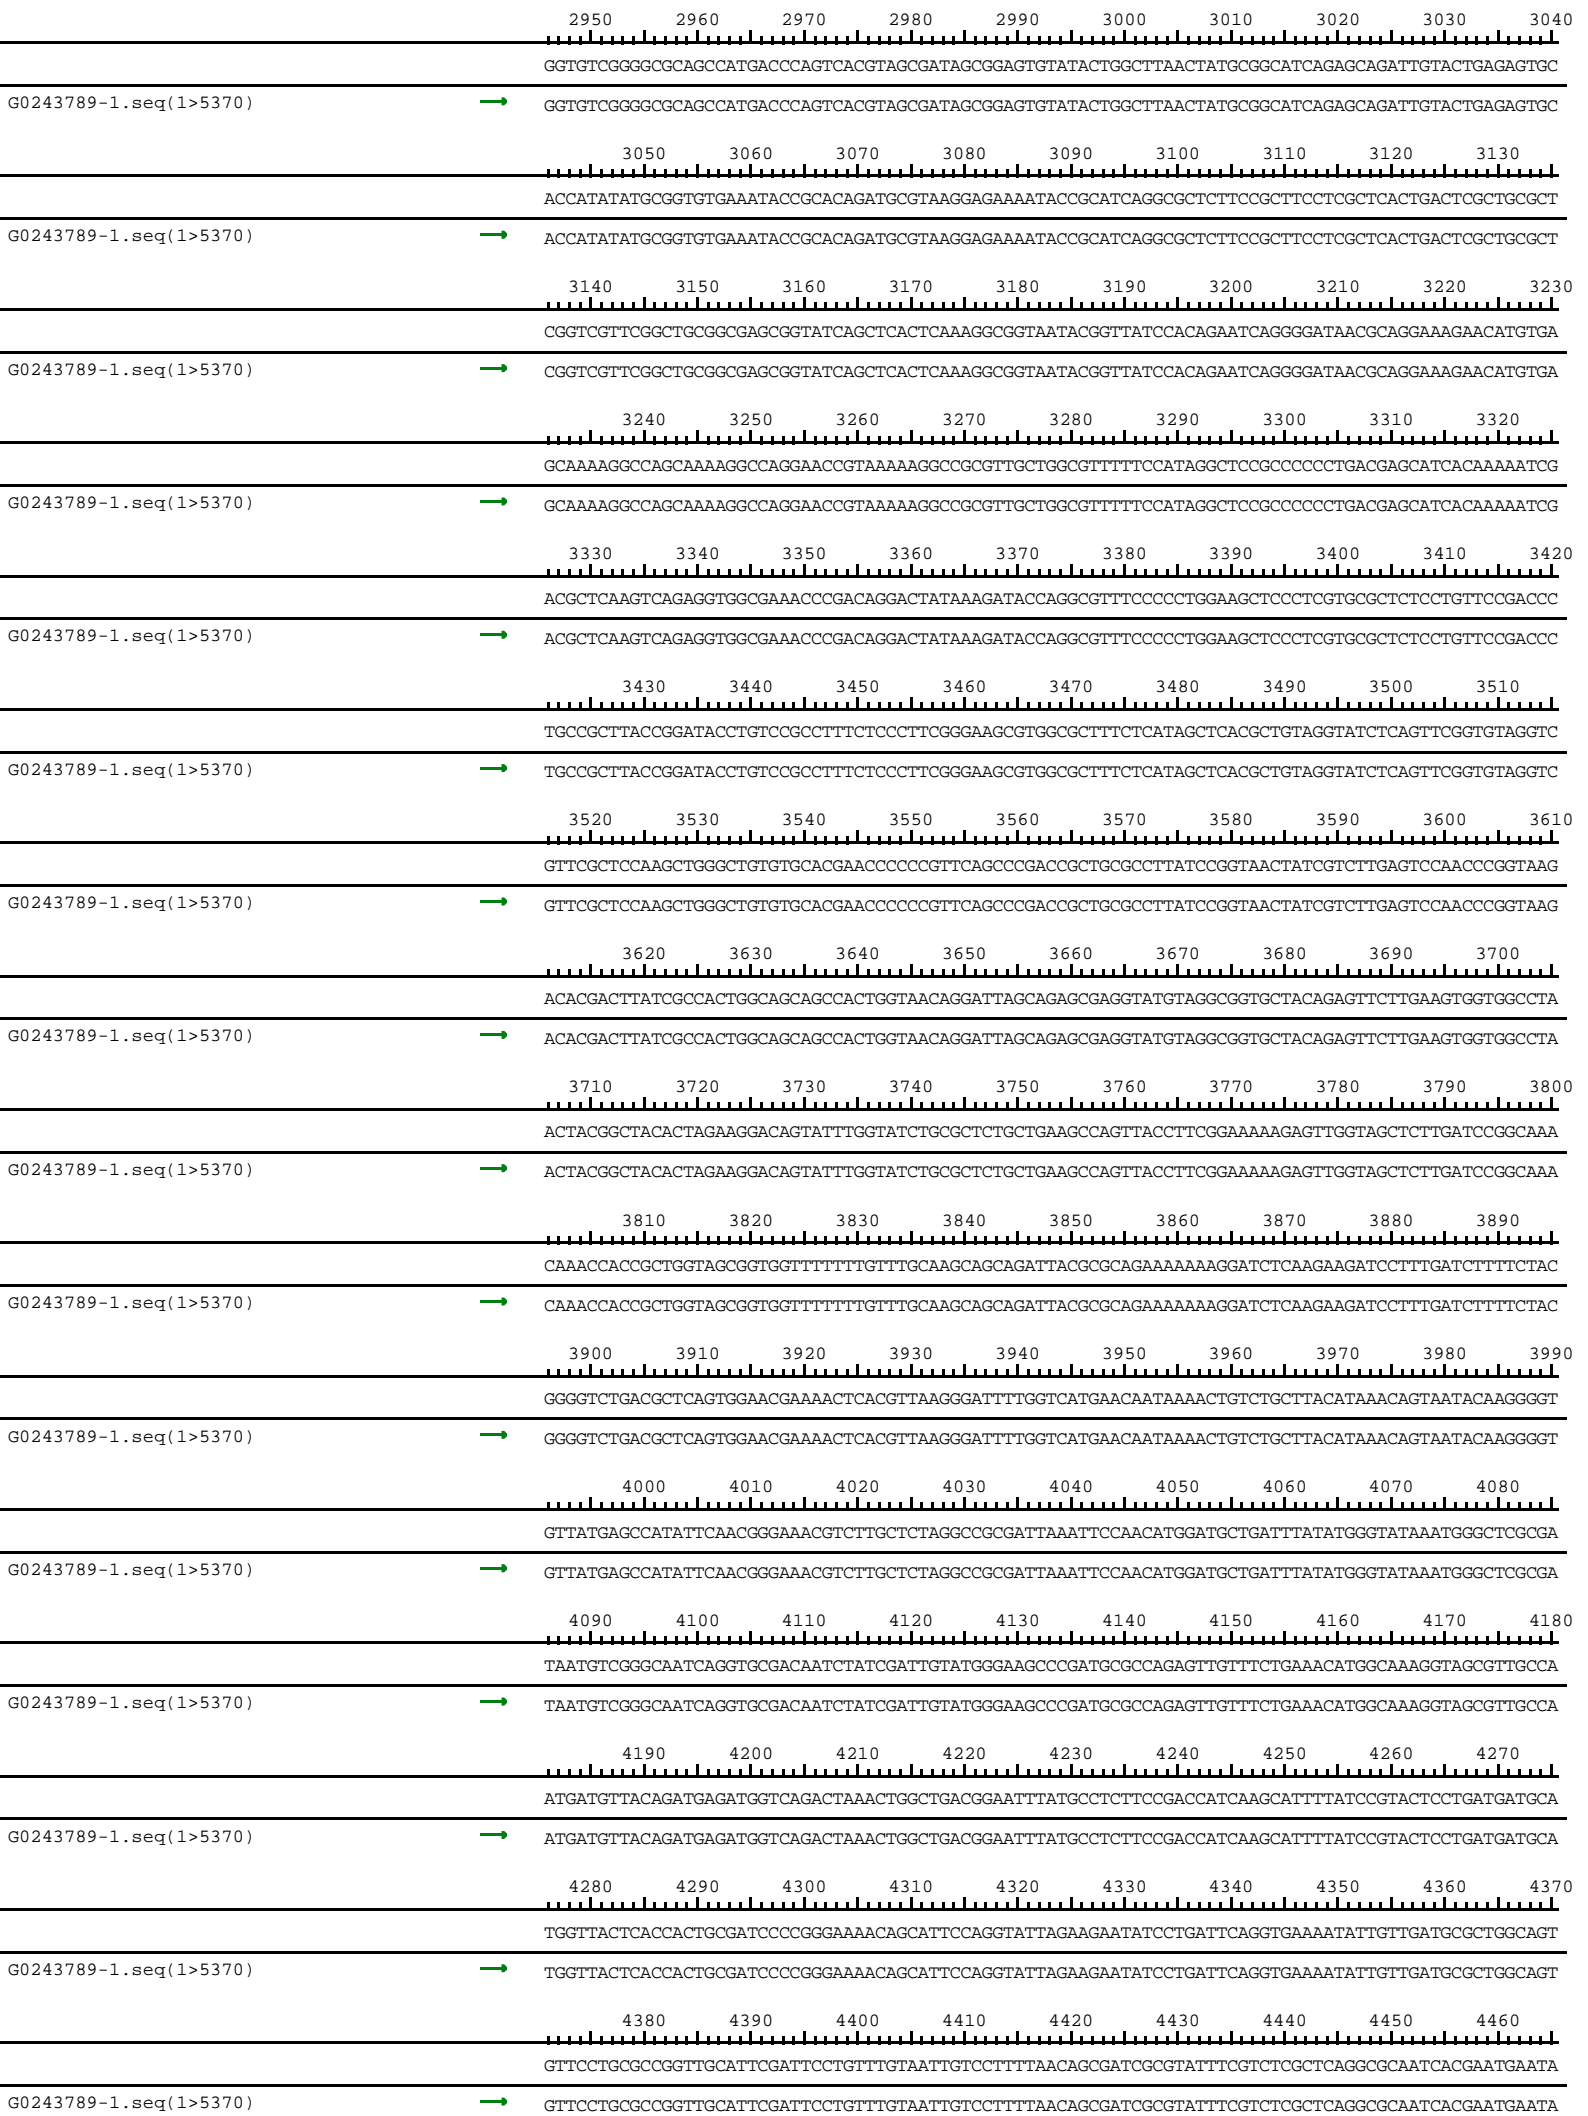 2950 2960 2970 2980 2990 3000 3010 3020 3030 3040
GGTGTCGGGGCGCAGCCATGACCCAGTCACGTAGCGATAGCGGAGTGTATACTGGCTTAACTATGCGGCATCAGAGCAGATTGTACTGAGAGTGC
G0243789-1.seq(1>5370) GGTGTCGGGGCGCAGCCATGACCCAGTCACGTAGCGATAGCGGAGTGTATACTGGCTTAACTATGCGGCATCAGAGCAGATTGTACTGAGAGTGC
3050 3060 3070 3080 3090 3100 3110 3120 3130
ACCATATATGCGGTGTGAAATACCGCACAGATGCGTAAGGAGAAAATACCGCATCAGGCGCTCTTCCGCTTCCTCGCTCACTGACTCGCTGCGCT
G0243789-1.seq(1>5370) ACCATATATGCGGTGTGAAATACCGCACAGATGCGTAAGGAGAAAATACCGCATCAGGCGCTCTTCCGCTTCCTCGCTCACTGACTCGCTGCGCT
3140 3150 3160 3170 3180 3190 3200 3210 3220 3230
CGGTCGTTCGGCTGCGGCGAGCGGTATCAGCTCACTCAAAGGCGGTAATACGGTTATCCACAGAATCAGGGGATAACGCAGGAAAGAACATGTGA
G0243789-1.seq(1>5370) CGGTCGTTCGGCTGCGGCGAGCGGTATCAGCTCACTCAAAGGCGGTAATACGGTTATCCACAGAATCAGGGGATAACGCAGGAAAGAACATGTGA
3240 3250 3260 3270 3280 3290 3300 3310 3320
GCAAAAGGCCAGCAAAAGGCCAGGAACCGTAAAAAGGCCGCGTTGCTGGCGTTTTTCCATAGGCTCCGCCCCCCTGACGAGCATCACAAAAATCG
G0243789-1.seq(1>5370) GCAAAAGGCCAGCAAAAGGCCAGGAACCGTAAAAAGGCCGCGTTGCTGGCGTTTTTCCATAGGCTCCGCCCCCCTGACGAGCATCACAAAAATCG
3330 3340 3350 3360 3370 3380 3390 3400 3410 3420
ACGCTCAAGTCAGAGGTGGCGAAACCCGACAGGACTATAAAGATACCAGGCGTTTCCCCCTGGAAGCTCCCTCGTGCGCTCTCCTGTTCCGACCC
G0243789-1.seq(1>5370) ACGCTCAAGTCAGAGGTGGCGAAACCCGACAGGACTATAAAGATACCAGGCGTTTCCCCCTGGAAGCTCCCTCGTGCGCTCTCCTGTTCCGACCC
3430 3440 3450 3460 3470 3480 3490 3500 3510
TGCCGCTTACCGGATACCTGTCCGCCTTTCTCCCTTCGGGAAGCGTGGCGCTTTCTCATAGCTCACGCTGTAGGTATCTCAGTTCGGTGTAGGTC
G0243789-1.seq(1>5370) TGCCGCTTACCGGATACCTGTCCGCCTTTCTCCCTTCGGGAAGCGTGGCGCTTTCTCATAGCTCACGCTGTAGGTATCTCAGTTCGGTGTAGGTC
3520 3530 3540 3550 3560 3570 3580 3590 3600 3610
GTTCGCTCCAAGCTGGGCTGTGTGCACGAACCCCCCGTTCAGCCCGACCGCTGCGCCTTATCCGGTAACTATCGTCTTGAGTCCAACCCGGTAAG
G0243789-1.seq(1>5370) GTTCGCTCCAAGCTGGGCTGTGTGCACGAACCCCCCGTTCAGCCCGACCGCTGCGCCTTATCCGGTAACTATCGTCTTGAGTCCAACCCGGTAAG
3620 3630 3640 3650 3660 3670 3680 3690 3700
ACACGACTTATCGCCACTGGCAGCAGCCACTGGTAACAGGATTAGCAGAGCGAGGTATGTAGGCGGTGCTACAGAGTTCTTGAAGTGGTGGCCTA
G0243789-1.seq(1>5370) ACACGACTTATCGCCACTGGCAGCAGCCACTGGTAACAGGATTAGCAGAGCGAGGTATGTAGGCGGTGCTACAGAGTTCTTGAAGTGGTGGCCTA
3710 3720 3730 3740 3750 3760 3770 3780 3790 3800
ACTACGGCTACACTAGAAGGACAGTATTTGGTATCTGCGCTCTGCTGAAGCCAGTTACCTTCGGAAAAAGAGTTGGTAGCTCTTGATCCGGCAAA
G0243789-1.seq(1>5370) ACTACGGCTACACTAGAAGGACAGTATTTGGTATCTGCGCTCTGCTGAAGCCAGTTACCTTCGGAAAAAGAGTTGGTAGCTCTTGATCCGGCAAA
3810 3820 3830 3840 3850 3860 3870 3880 3890
CAAACCACCGCTGGTAGCGGTGGTTTTTTTGTTTGCAAGCAGCAGATTACGCGCAGAAAAAAAGGATCTCAAGAAGATCCTTTGATCTTTTCTAC
G0243789-1.seq(1>5370) CAAACCACCGCTGGTAGCGGTGGTTTTTTTGTTTGCAAGCAGCAGATTACGCGCAGAAAAAAAGGATCTCAAGAAGATCCTTTGATCTTTTCTAC
3900 3910 3920 3930 3940 3950 3960 3970 3980 3990
GGGGTCTGACGCTCAGTGGAACGAAAACTCACGTTAAGGGATTTTGGTCATGAACAATAAAACTGTCTGCTTACATAAACAGTAATACAAGGGGT
G0243789-1.seq(1>5370) GGGGTCTGACGCTCAGTGGAACGAAAACTCACGTTAAGGGATTTTGGTCATGAACAATAAAACTGTCTGCTTACATAAACAGTAATACAAGGGGT
4000 4010 4020 4030 4040 4050 4060 4070 4080
GTTATGAGCCATATTCAACGGGAAACGTCTTGCTCTAGGCCGCGATTAAATTCCAACATGGATGCTGATTTATATGGGTATAAATGGGCTCGCGA
G0243789-1.seq(1>5370) GTTATGAGCCATATTCAACGGGAAACGTCTTGCTCTAGGCCGCGATTAAATTCCAACATGGATGCTGATTTATATGGGTATAAATGGGCTCGCGA
4090 4100 4110 4120 4130 4140 4150 4160 4170 4180
TAATGTCGGGCAATCAGGTGCGACAATCTATCGATTGTATGGGAAGCCCGATGCGCCAGAGTTGTTTCTGAAACATGGCAAAGGTAGCGTTGCCA
G0243789-1.seq(1>5370) TAATGTCGGGCAATCAGGTGCGACAATCTATCGATTGTATGGGAAGCCCGATGCGCCAGAGTTGTTTCTGAAACATGGCAAAGGTAGCGTTGCCA
4190 4200 4210 4220 4230 4240 4250 4260 4270
ATGATGTTACAGATGAGATGGTCAGACTAAACTGGCTGACGGAATTTATGCCTCTTCCGACCATCAAGCATTTTATCCGTACTCCTGATGATGCA
G0243789-1.seq(1>5370) ATGATGTTACAGATGAGATGGTCAGACTAAACTGGCTGACGGAATTTATGCCTCTTCCGACCATCAAGCATTTTATCCGTACTCCTGATGATGCA
4280 4290 4300 4310 4320 4330 4340 4350 4360 4370
TGGTTACTCACCACTGCGATCCCCGGGAAAACAGCATTCCAGGTATTAGAAGAATATCCTGATTCAGGTGAAAATATTGTTGATGCGCTGGCAGT
G0243789-1.seq(1>5370) TGGTTACTCACCACTGCGATCCCCGGGAAAACAGCATTCCAGGTATTAGAAGAATATCCTGATTCAGGTGAAAATATTGTTGATGCGCTGGCAGT
4380 4390 4400 4410 4420 4430 4440 4450 4460
GTTCCTGCGCCGGTTGCATTCGATTCCTGTTTGTAATTGTCCTTTTAACAGCGATCGCGTATTTCGTCTCGCTCAGGCGCAATCACGAATGAATA
G0243789-1.seq(1>5370) GTTCCTGCGCCGGTTGCATTCGATTCCTGTTTGTAATTGTCCTTTTAACAGCGATCGCGTATTTCGTCTCGCTCAGGCGCAATCACGAATGAATA